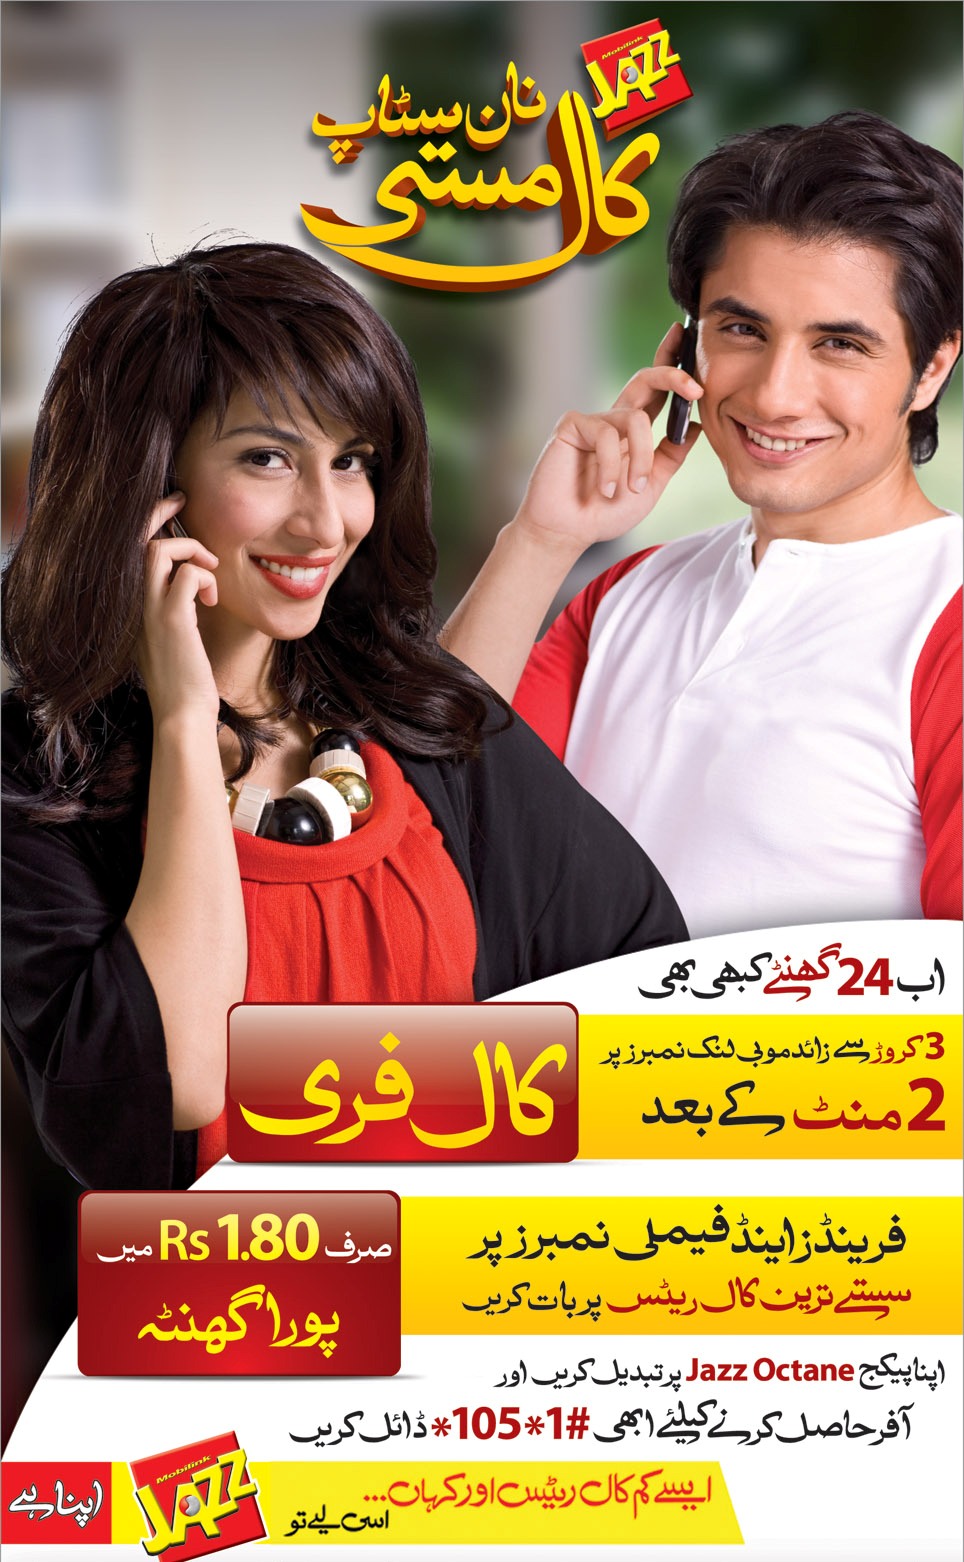 Mobilink
Jazz
نان سٹاپ
کال مستی
اب 24 گھنٹے کبھی بھی
3 کروڑ سے زائد موبی لنک نمبرز پر
2 منٹ کے بعد
کال فری
فرینڈز اینڈ فیملی نمبرز پر
سستے ترین کال ریٹس پر بات کریں
صرف Rs 1.80 میں
پورا گھنٹہ
اپنا پیکج Jazz Octane پر تبدیل کریں اور
آفر حاصل کرنے کیلئے ابھی *105*1# ڈائل کریں
ایسے کم کال ریٹیس اور کہاں...
اسی لیے تو
Mobilink
Jazz
اپنا ہے